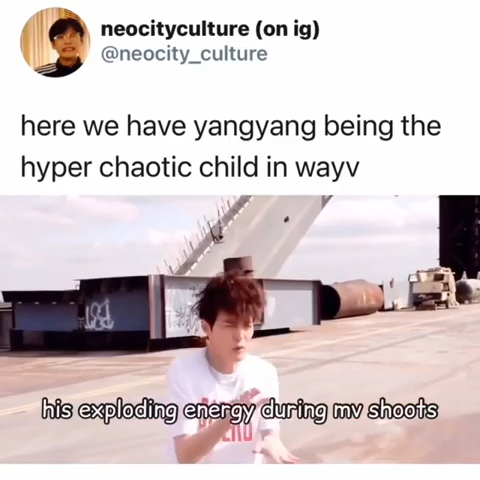 neocityculture (on ig)
@neocity_culture
here we have yangyang being the
hyper chaotic child in wayv
his exploding energy during mv shoots